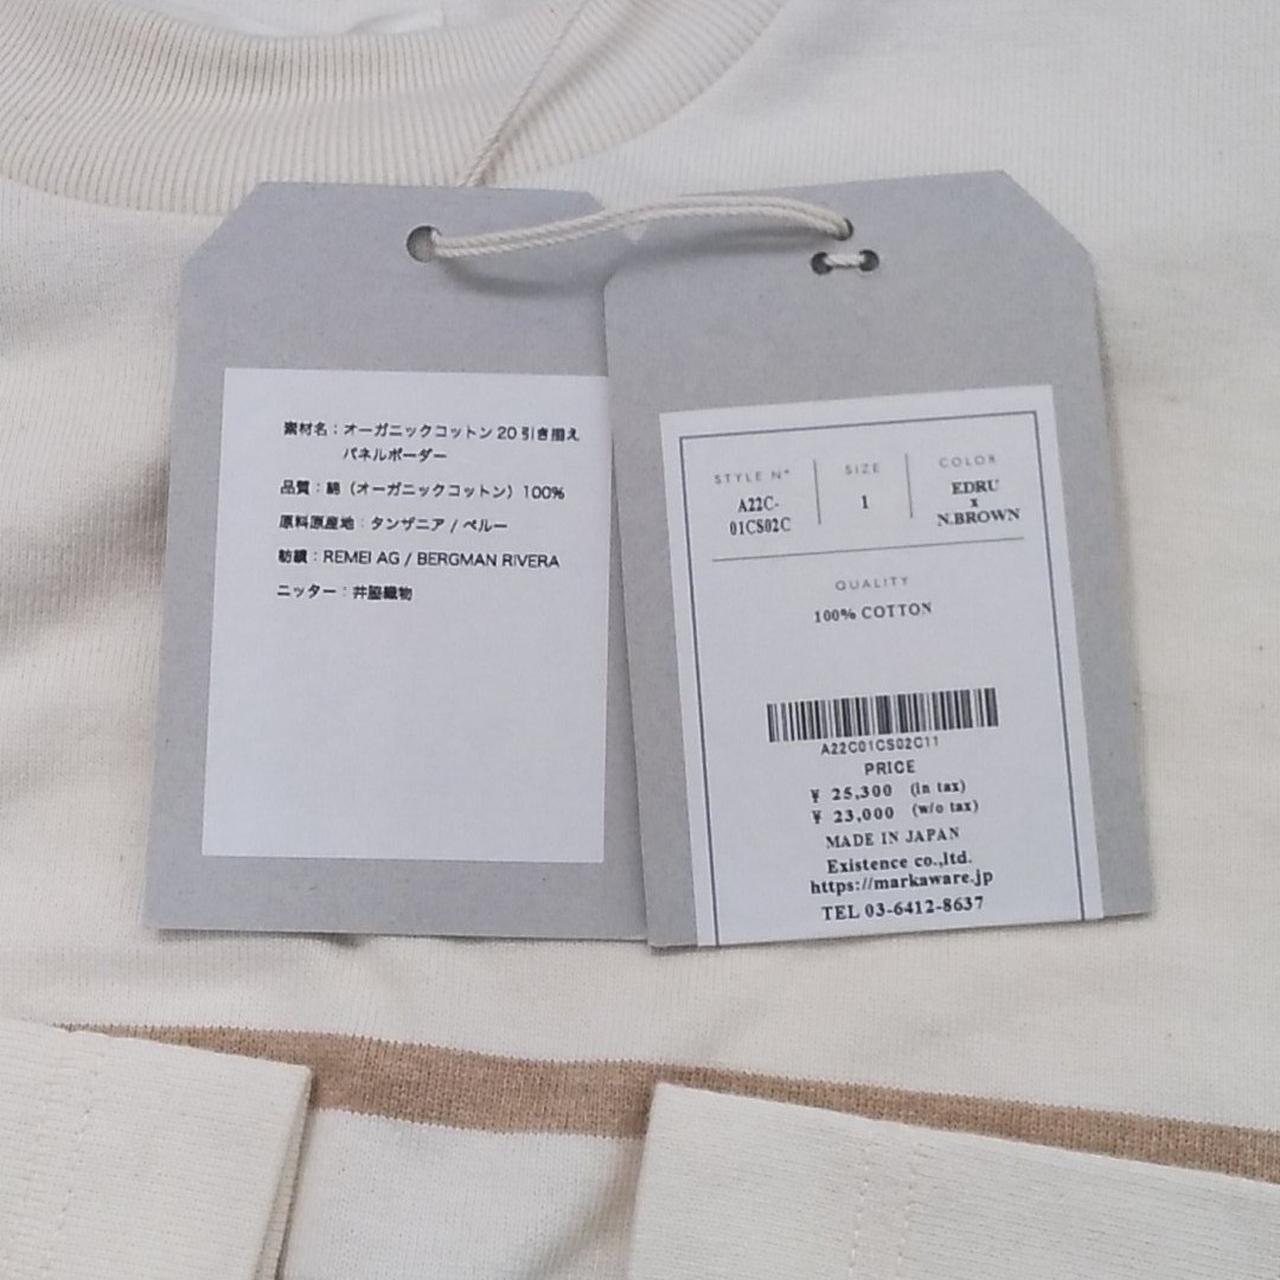 素材名：オーガニックコットン 20 引き揃え
パネルボーダー
品質：綿（オーガニックコットン）100%
原料原産地：タンザニア / ペルー
紡績：REMEI AG / BERGMAN RIVERA
ニッター：井脇織物
STYLE Nº
A22C-
01CS02C
SIZE
1
COLOR
EDRU
x
N.BROWN
QUALITY
100% COTTON
A22C01CS02C11
PRICE
¥ 25,300 (in tax)
¥ 23,000 (w/o tax)
MADE IN JAPAN
Existence co.,ltd.
https://markaware.jp
TEL 03-6412-8637